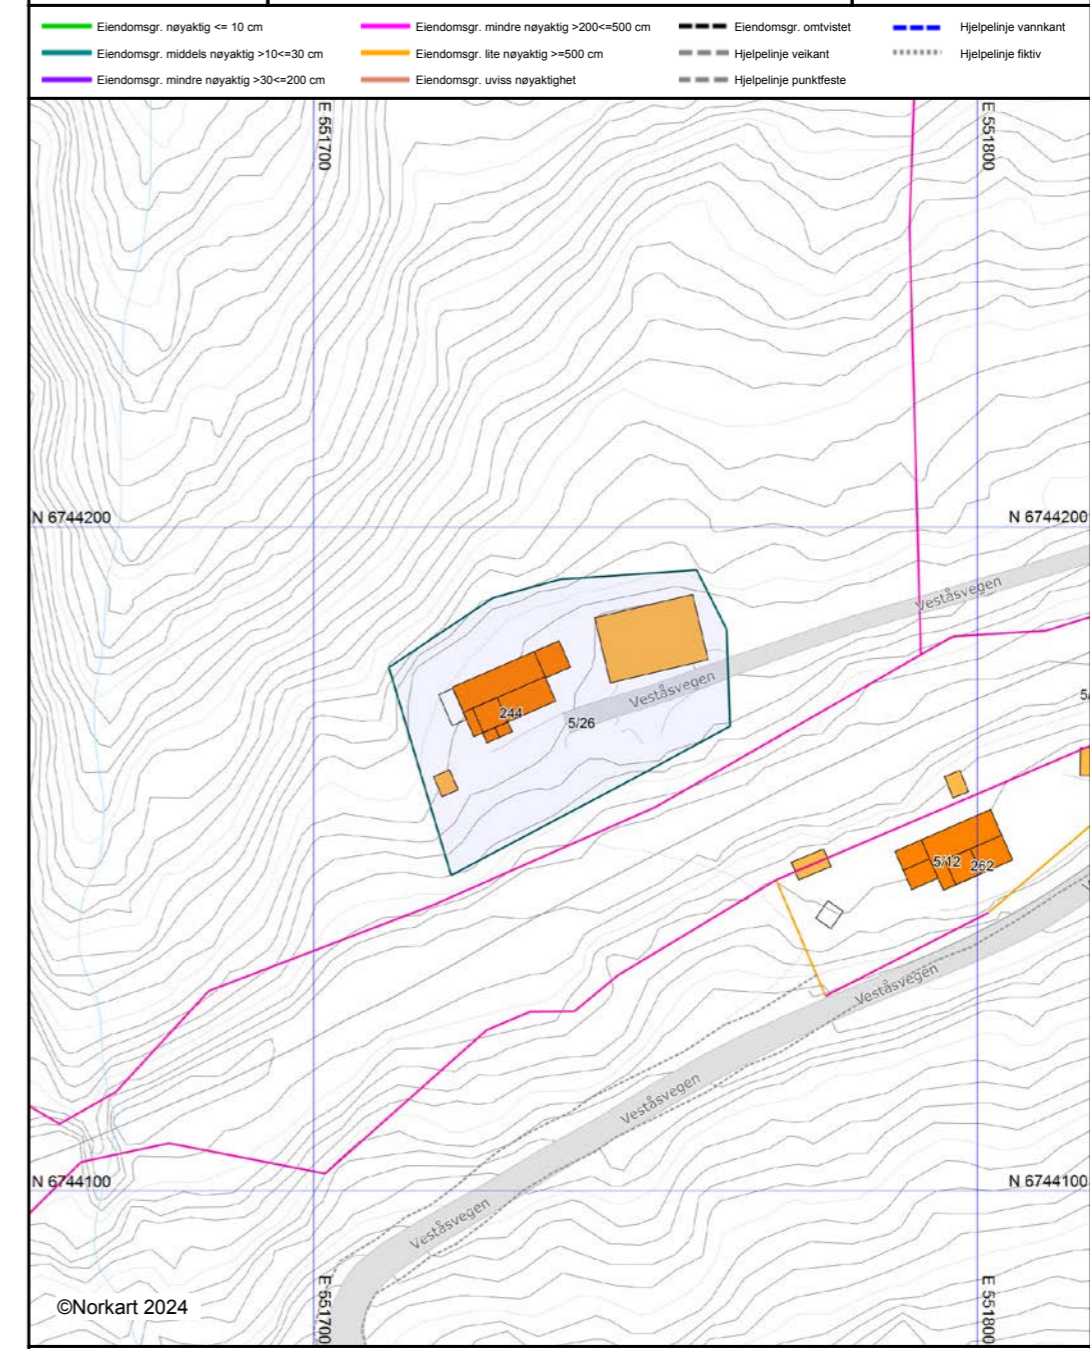 Eiendomsgr. nøyaktig <= 10 cm
Eiendomsgr. mindre nøyaktig >200<=500 cm
Eiendomsgr. omtvistet
Hjelpelinje vannkant
Eiendomsgr. middels nøyaktig >10<=30 cm
Eiendomsgr. lite nøyaktig >=500 cm
Hjelpelinje veikant
Hjelpelinje fiktiv
Eiendomsgr. mindre nøyaktig >30<=200 cm
Eiendomsgr. uviss nøyaktighet
Hjelpelinje punktfeste
E 551700
E 551800
N 6744200
N 6744200
Veståsvegen
Veståsvegen
244
5/26
5/
5/12
262
Veståsvegen
Veståsvegen
N 6744100
N 6744100
Veståsvegen
E 551700
E 551800
©Norkart 2024